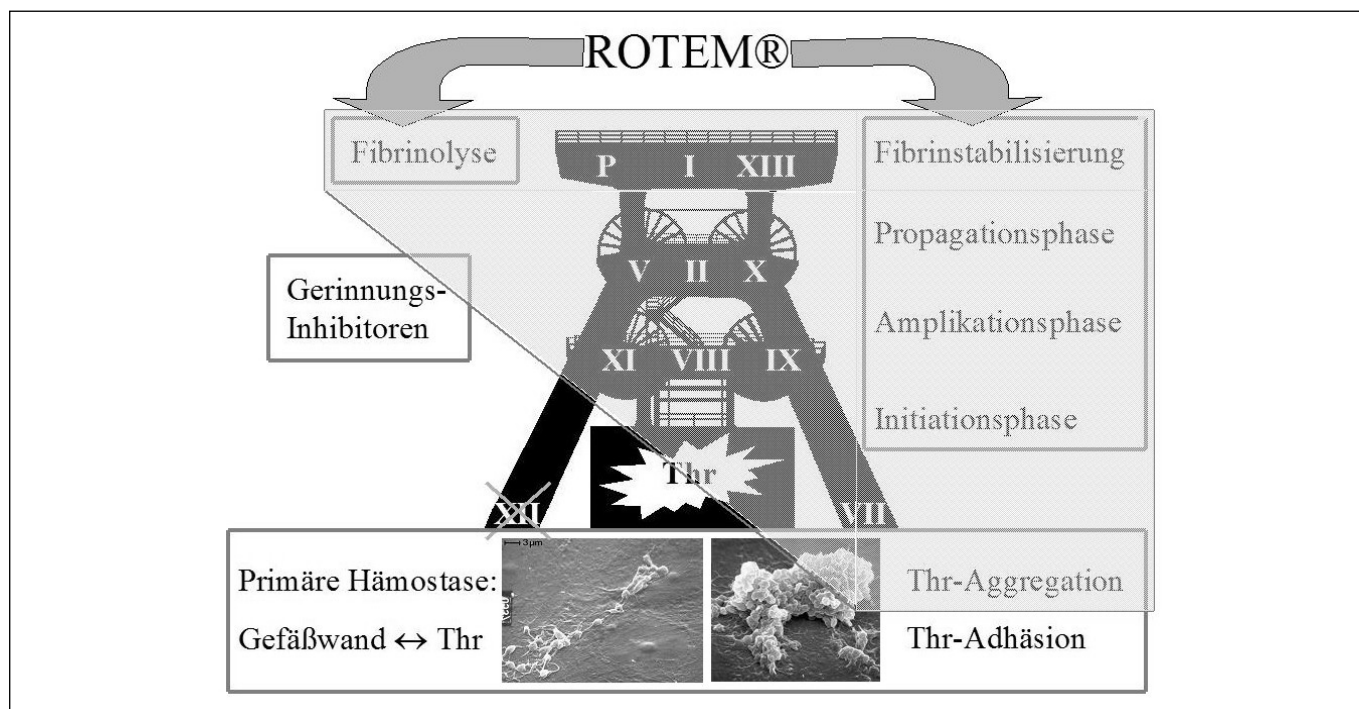 ROTEM®
Fibrinolyse
P I XIII
Fibrinstabilisierung
Propagationsphase
V II X
Gerinnungs-
Inhibitoren
Amplikationsphase
XI VIII IX
Initiationsphase
Thr
XII
VII
Primäre Hämostase:
3 µm
Thr-Aggregation
Gefäßwand ↔ Thr
Thr-Adhäsion